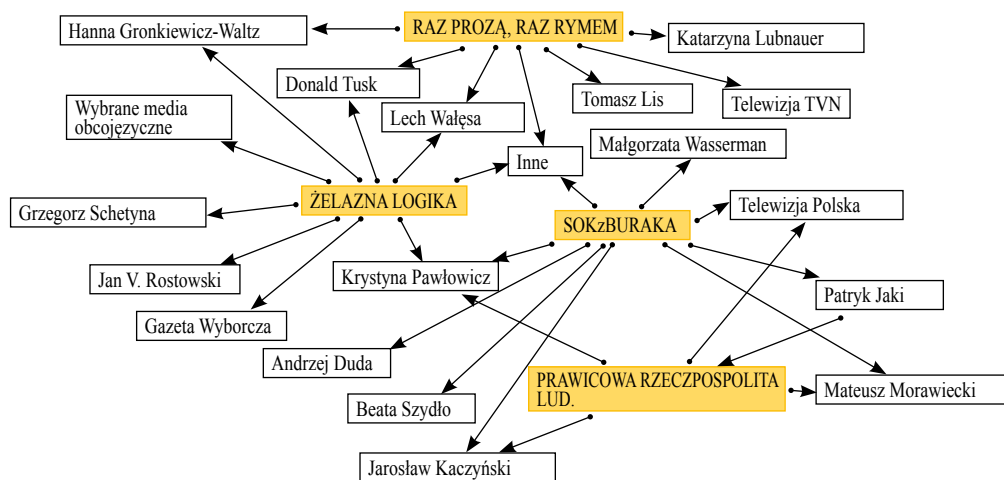 Hanna Gronkiewicz-Waltz
RAZ PROZĄ, RAZ RYMEM
Katarzyna Lubnauer
Donald Tusk
Tomasz Lis
Telewizja TVN
Wybrane media
obcojęzyczne
Lech Wałęsa
Inne
Małgorzata Wasserman
ŻELAZNA LOGIKA
Grzegorz Schetyna
SOKzBURAKA
Telewizja Polska
Jan V. Rostowski
Krystyna Pawłowicz
Patryk Jaki
Gazeta Wyborcza
Andrzej Duda
PRAWICOWA RZECZPOSPOLITA
LUD.
Mateusz Morawiecki
Beata Szydło
Jarosław Kaczyński